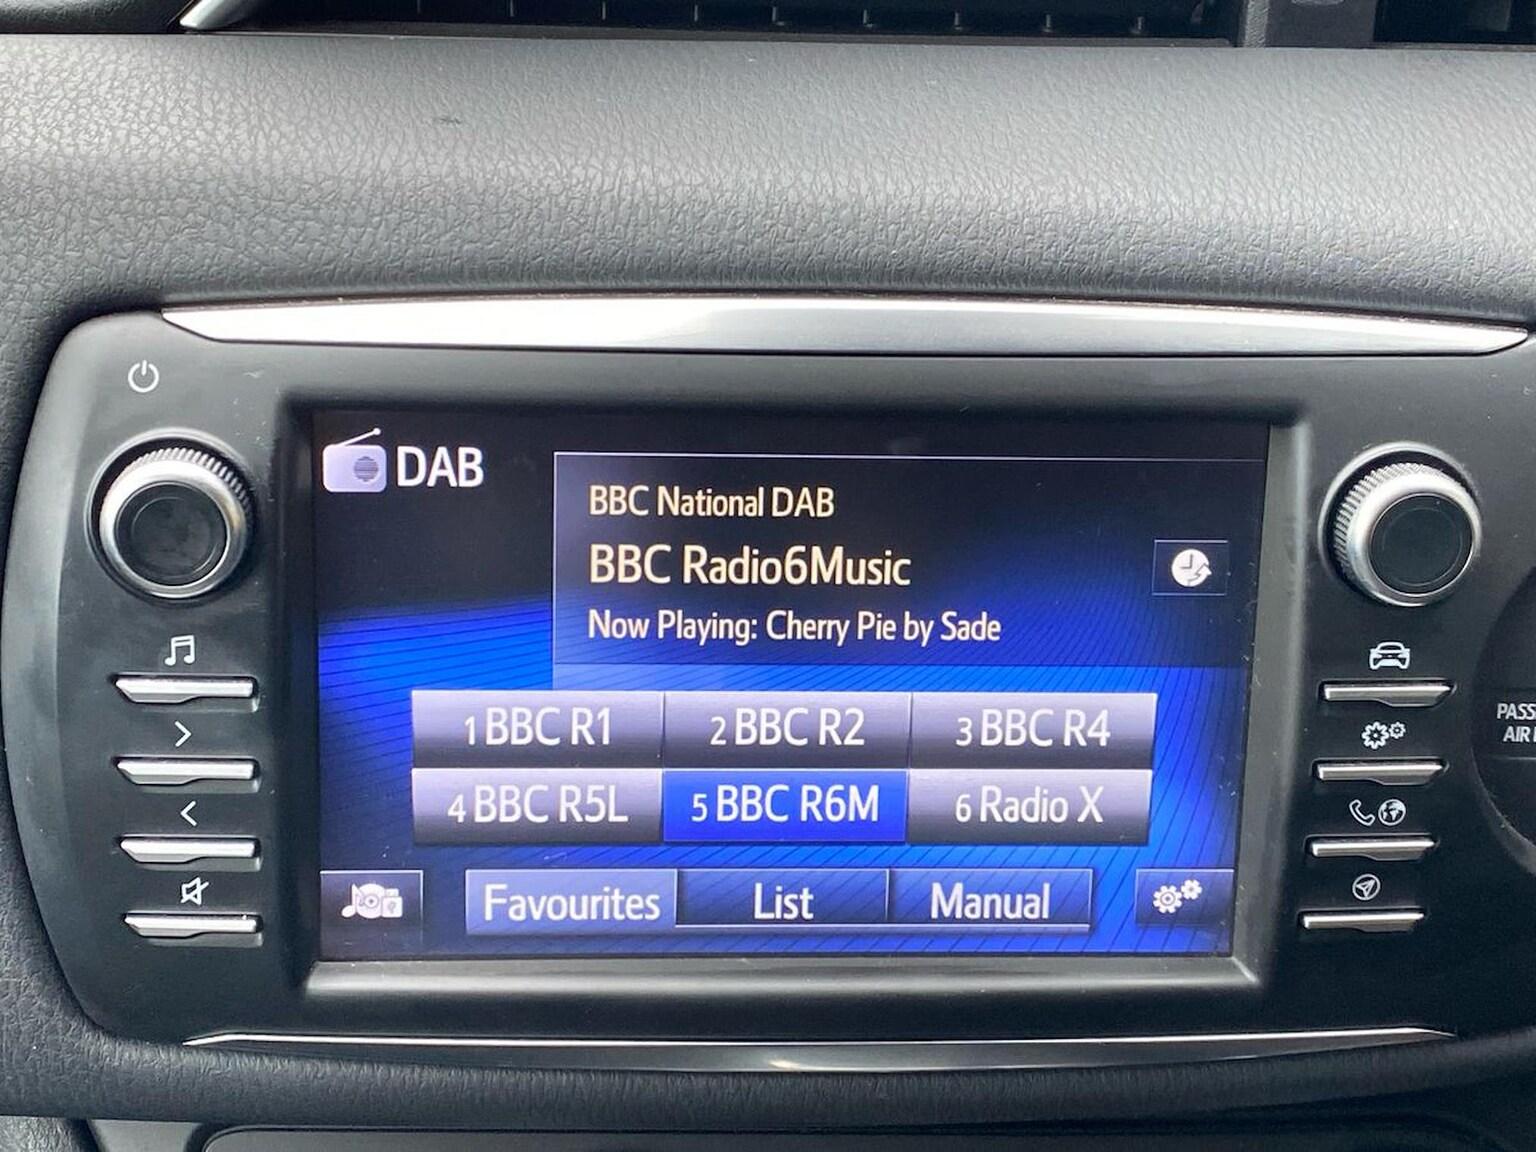 DAB
BBC National DAB
BBC Radio6Music
Now Playing: Cherry Pie by Sade
1 BBC R1
2 BBC R2
3 BBC R4
4 BBC R5L
5 BBC R6M
6 Radio X
Favourites
List
Manual
PASS
AIR